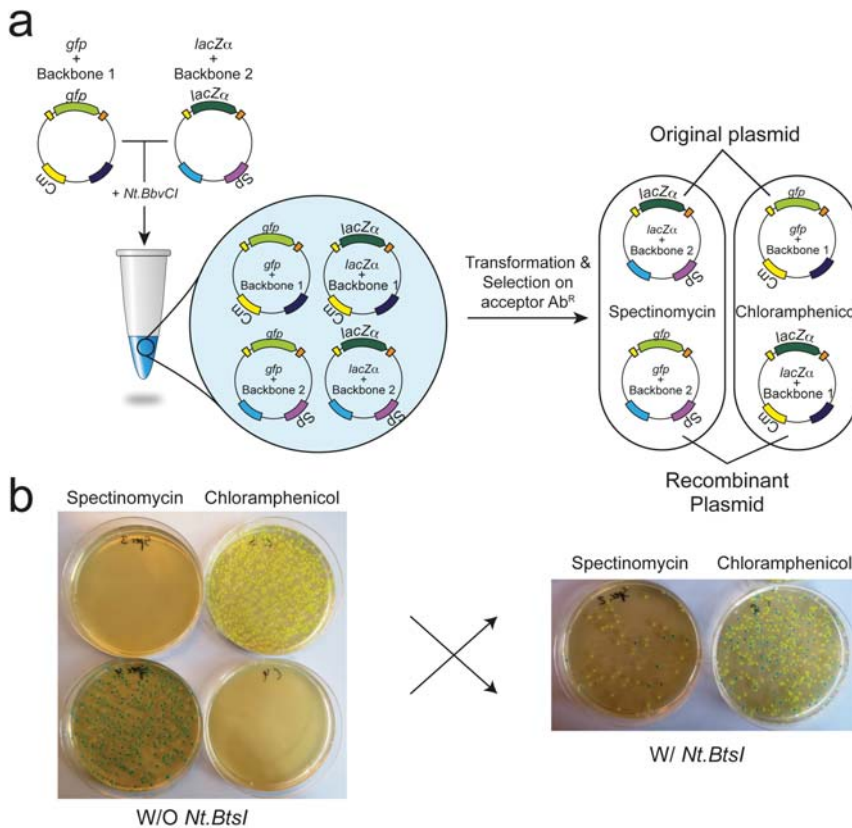 a
gfp
+
Backbone 1
gfp
Cm
lacZα
+
Backbone 2
lacZα
Sp
+ Nt.BbvCI
gfp
gfp
+
Backbone 1
Cm
lacZα
lacZα
+
Backbone 1
Cm
gfp
gfp
+
Backbone 2
Sp
lacZα
lacZα
+
Backbone 2
Sp
Transformation &
Selection on
acceptor Abᴿ
Original plasmid
lacZα
lacZα
+
Backbone 2
Sp
gfp
gfp
+
Backbone 1
Cm
Spectinomycin
Chloramphenicol
gfp
gfp
+
Backbone 2
Sp
lacZα
lacZα
+
Backbone 1
Cm
Recombinant
Plasmid
b
Spectinomycin Chloramphenicol
W/O Nt.BtsI
Spectinomycin Chloramphenicol
W/ Nt.BtsI